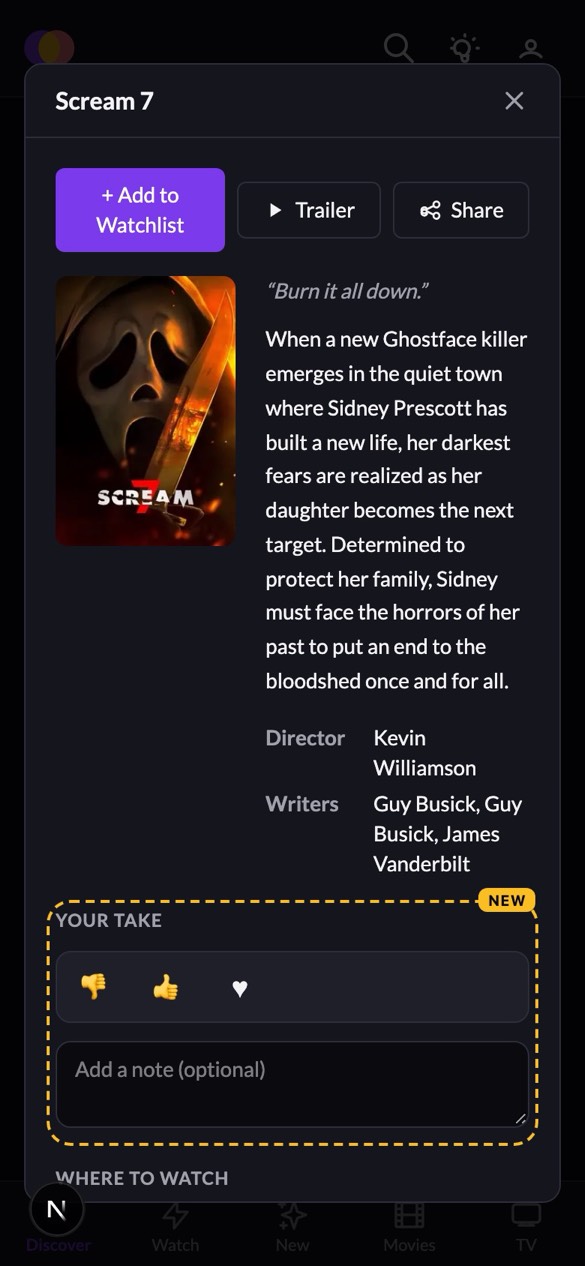 Scream 7
+ Add to
Watchlist
Trailer
Share
SCREAM
7
“Burn it all down.”
When a new Ghostface killer
emerges in the quiet town
where Sidney Prescott has
built a new life, her darkest
fears are realized as her
daughter becomes the next
target. Determined to
protect her family, Sidney
must face the horrors of her
past to put an end to the
bloodshed once and for all.
Director Kevin
Williamson
Writers Guy Busick, Guy
Busick, James
Vanderbilt
NEW
YOUR TAKE
Add a note (optional)
WHERE TO WATCH
N
Discover Watch New Movies TV